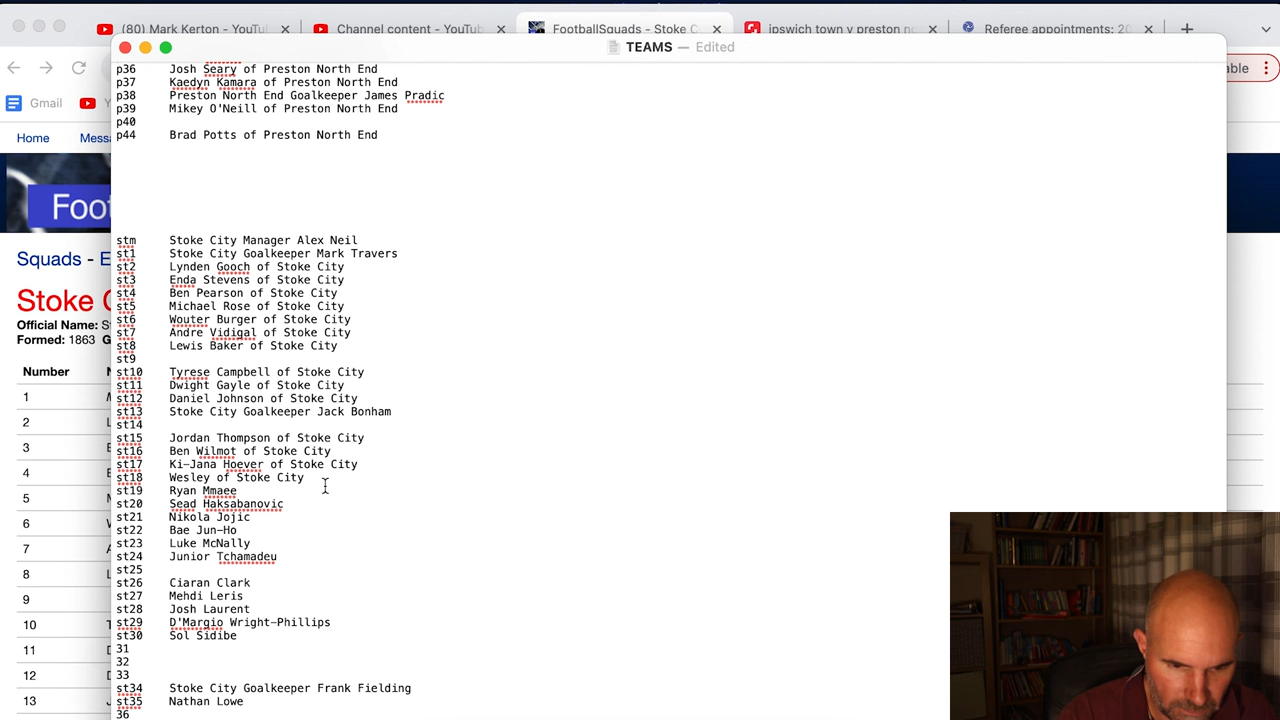 (80) Mark Kerton - YouTu
Channel content - YouTub
FootballSquads - Stoke C
ipswich town v preston no
Referee appointments: 20
TEAMS — Edited
able
Gmail
Y
Home
Messa
Foot
Squads - E
Stoke C
Official Name: S
Formed: 1863 G
Number
N
1
2
3
4
5
6
7
8
9
10
11
12
13
p36 Josh Seary of Preston North End
p37 Kaedyn Kamara of Preston North End
p38 Preston North End Goalkeeper James Pradic
p39 Mikey O'Neill of Preston North End
p40
p44 Brad Potts of Preston North End
stm Stoke City Manager Alex Neil
st1 Stoke City Goalkeeper Mark Travers
st2 Lynden Gooch of Stoke City
st3 Enda Stevens of Stoke City
st4 Ben Pearson of Stoke City
st5 Michael Rose of Stoke City
st6 Wouter Burger of Stoke City
st7 Andre Vidigal of Stoke City
st8 Lewis Baker of Stoke City
st9
st10 Tyrese Campbell of Stoke City
st11 Dwight Gayle of Stoke City
st12 Daniel Johnson of Stoke City
st13 Stoke City Goalkeeper Jack Bonham
st14
st15 Jordan Thompson of Stoke City
st16 Ben Wilmot of Stoke City
st17 Ki-Jana Hoever of Stoke City
st18 Wesley of Stoke City
st19 Ryan Mmaee
st20 Sead Haksabanovic
st21 Nikola Jojic
st22 Bae Jun-Ho
st23 Luke McNally
st24 Junior Tchamadeu
st25
st26 Ciaran Clark
st27 Mehdi Leris
st28 Josh Laurent
st29 D'Margio Wright-Phillips
st30 Sol Sidibe
31
32
33
st34 Stoke City Goalkeeper Frank Fielding
st35 Nathan Lowe
36